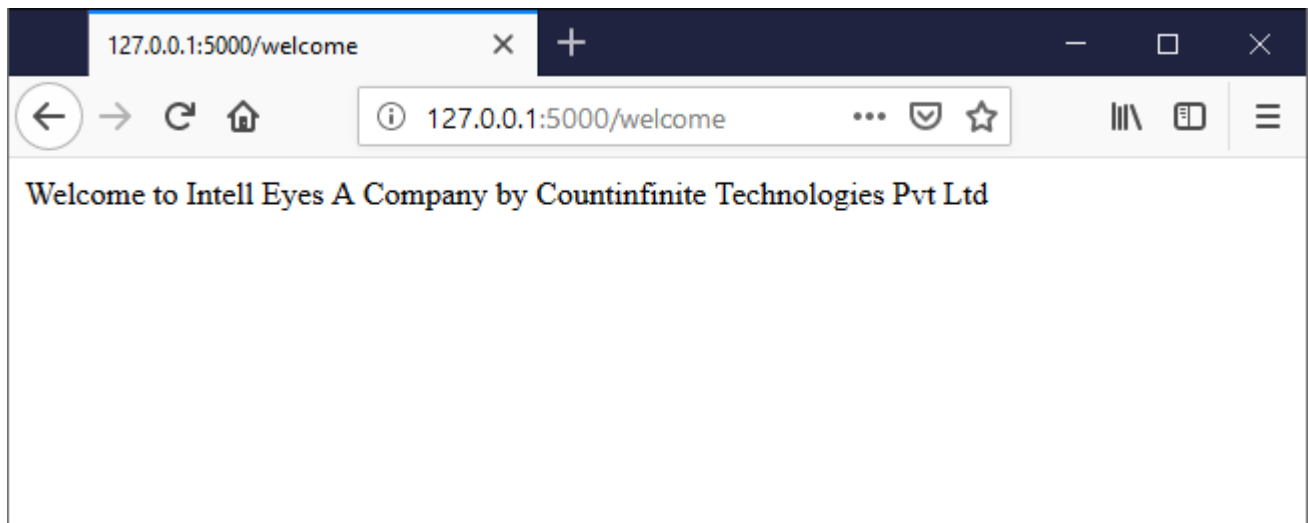 127.0.0.1:5000/welcome
127.0.0.1:5000/welcome
Welcome to Intell Eyes A Company by Countinfinite Technologies Pvt Ltd